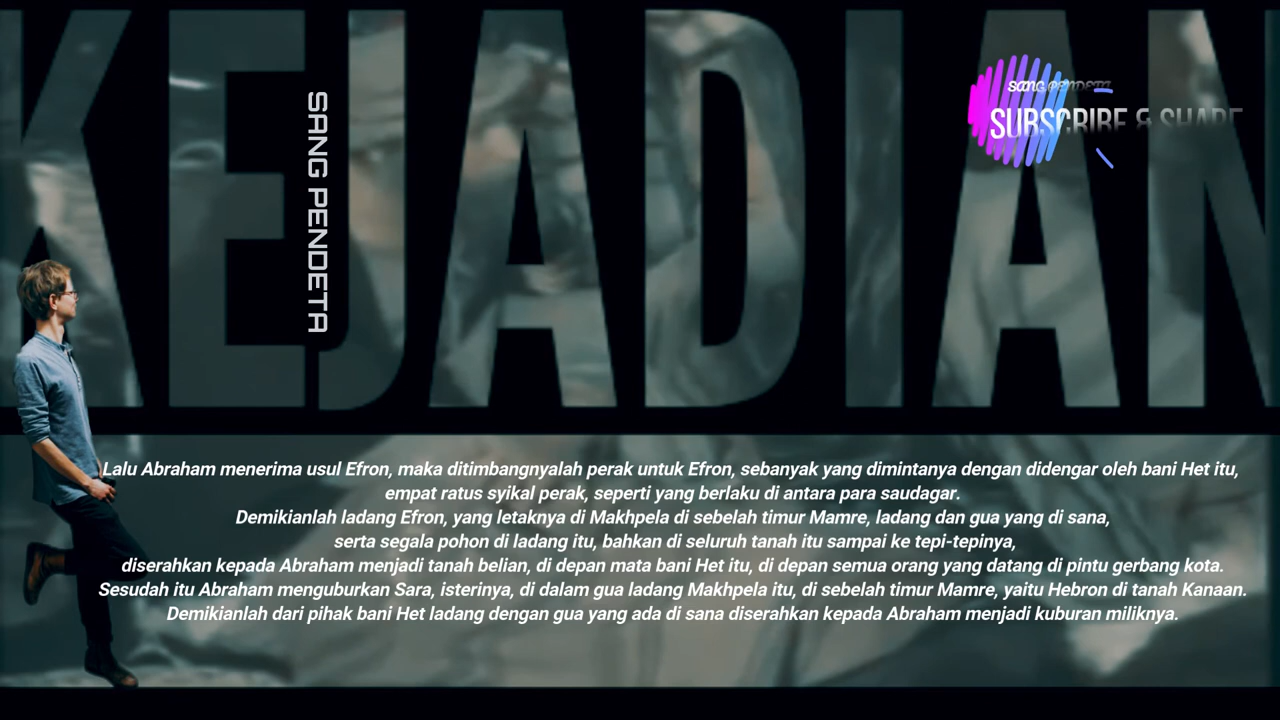 KEJADIAN
SANG PENDETA
SANG PENDETA
SUBSCRIBE & SHARE
Lalu Abraham menerima usul Efron, maka ditimbangnyalah perak untuk Efron, sebanyak yang dimintanya dengan didengar oleh bani Het itu,
empat ratus syikal perak, seperti yang berlaku di antara para saudagar.
Demikianlah ladang Efron, yang letaknya di Makhpela di sebelah timur Mamre, ladang dan gua yang di sana,
serta segala pohon di ladang itu, bahkan di seluruh tanah itu sampai ke tepi-tepinya,
diserahkan kepada Abraham menjadi tanah belian, di depan mata bani Het itu, di depan semua orang yang datang di pintu gerbang kota.
Sesudah itu Abraham menguburkan Sara, isterinya, di dalam gua ladang Makhpela itu, di sebelah timur Mamre, yaitu Hebron di tanah Kanaan.
Demikianlah dari pihak bani Het ladang dengan gua yang ada di sana diserahkan kepada Abraham menjadi kuburan miliknya.